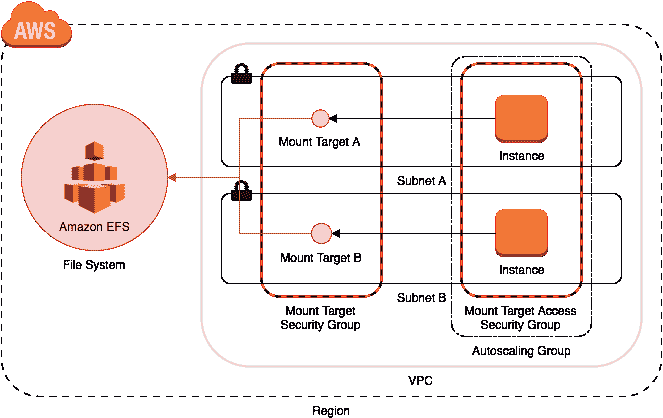 AWS
Mount Target A
Instance
Subnet A
Amazon EFS
File System
Mount Target B
Instance
Subnet B
Mount Target
Security Group
Mount Target Access
Security Group
Autoscaling Group
VPC
Region